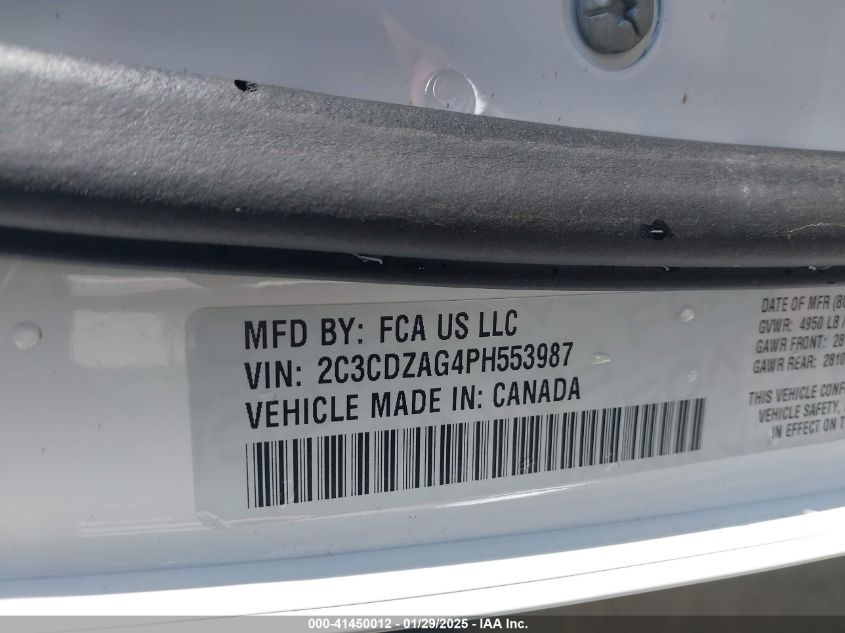 MFD BY: FCA US LLC
VIN: 2C3CDZAG4PH553987
VEHICLE MADE IN: CANADA
DATE OF MFR
GVWR: 4950 LB
GAWR FRONT:
GAWR REAR:
THIS VEHICLE
VEHICLE SAFETY,
IN EFFECT ON
000-41450012 - 01/29/2025 - IAA Inc.